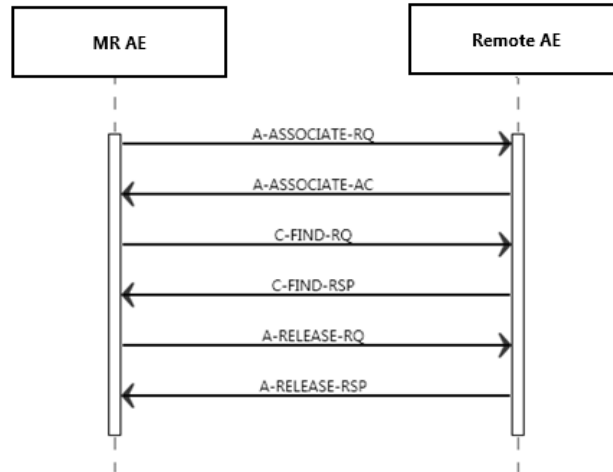 MR AE
Remote AE
A-ASSOCIATE-RQ
A-ASSOCIATE-AC
C-FIND-RQ
C-FIND-RSP
A-RELEASE-RQ
A-RELEASE-RSP